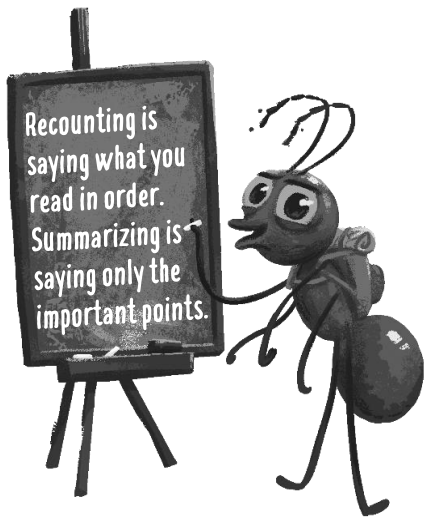 Recounting is
saying what you
read in order.
Summarizing is
saying only the
important points.